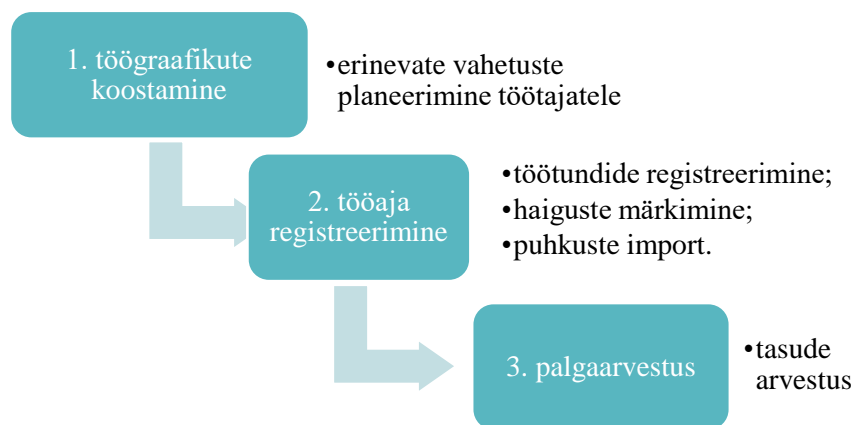 1. töögraafikute
koostamine
•erinevate vahetuste
planeerimine töötajatele
2. tööaja
registreerimine
•töötundide registreerimine;
•haiguste märkimine;
•puhkuste import.
3. palgaarvestus
•tasude
arvestus